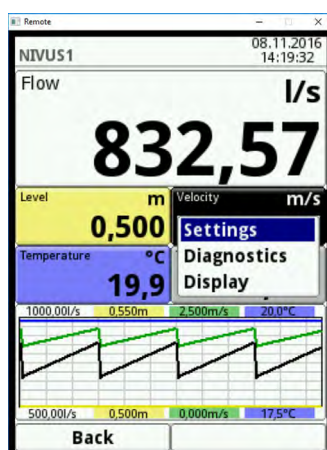 Remote
NIVUS1
08.11.2016
14:19:32
Flow
l/s
832,57
Level
m
0,500
Velocity
m/s
Settings
Diagnostics
Display
Temperature
°C
19,9
1000,00l/s 0,550m 2,500m/s 20,0°C
500,00l/s 0,500m 0,000m/s 17,5°C
Back